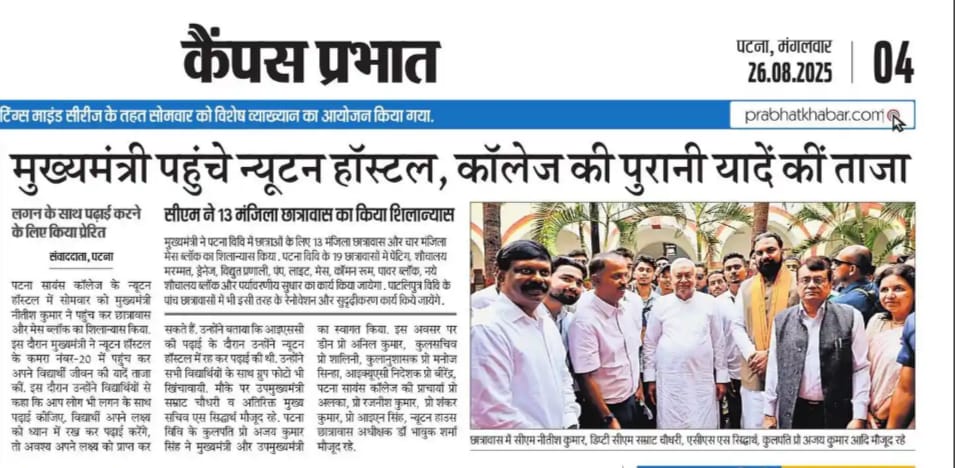 कैंपस प्रभात
पटना, मंगलवार
26.08.2025
04
टिंग्स माइंड सीरीज के तहत सोमवार को विशेष व्याख्यान का आयोजन किया गया.
prabhatkhabar.com
मुख्यमंत्री पहुंचे न्यूटन हॉस्टल, कॉलेज की पुरानी यादें कीं ताजा
लगन के साथ पढ़ाई करने
के लिए किया प्रेरित
संवाददाता, पटना
पटना सायंस कॉलेज के न्यूटन
हॉस्टल में सोमवार को मुख्यमंत्री
नीतीश कुमार ने पहुंच कर छात्रावास
और मेस ब्लॉक का शिलान्यास किया.
इस दौरान मुख्यमंत्री ने न्यूटन हॉस्टल
के कमरा नंबर-20 में पहुंच कर
अपने विद्यार्थी जीवन की यादें ताजा
कीं. इस दौरान उन्होंने विद्यार्थियों से
कहा कि आप लोग भी लगन के साथ
पढ़ाई कीजिए, विद्यार्थी अपने लक्ष्य
को ध्यान में रख कर पढ़ाई करेंगे,
तो अवश्य अपने लक्ष्य को प्राप्त कर
सीएम ने 13 मंजिला छात्रावास का किया शिलान्यास
मुख्यमंत्री ने पटना विवि में छात्राओं के लिए 13 मंजिला छात्रावास और चार मंजिला
मेस ब्लॉक का शिलान्यास किया . पटना विवि के 19 छात्रावासों में पेंटिंग, शौचालय
मरम्मत, ड्रेनेज, विद्युत प्रणाली, पंप, लाइट, मेस, कॉमन रूम, पावर ब्लॉक, नये
शौचालय ब्लॉक और पर्यावरणीय सुधार का कार्य किया जायेगा . पाटलिपुत्र विवि के
पांच छात्रावासों में भी इसी तरह के रेनोवेशन और सुदृढ़ीकरण कार्य किये जायेंगे .
सकते हैं. उन्होंने बताया कि आइएससी
की पढ़ाई के दौरान उन्होंने न्यूटन
हॉस्टल में रह कर पढ़ाई की थी. उन्होंने
सभी विद्यार्थियों के साथ ग्रुप फोटो भी
खिंचवायी. मौके पर उपमुख्यमंत्री
सम्राट चौधरी व अतिरिक्त मुख्य
सचिव एस सिद्धार्थ मौजूद रहे. पटना
विवि के कुलपति प्रो अजय कुमार
सिंह ने मुख्यमंत्री और उपमुख्यमंत्री
का स्वागत किया. इस अवसर पर
डीन प्रो अनिल कुमार, कुलसचिव
प्रो शालिनी, कुलानुशासक प्रो मनोज
सिन्हा, आइक्यूएसी निदेशक प्रो बीरेंद्र,
पटना सायंस कॉलेज की प्राचार्या प्रो
अलका, प्रो रजनीश कुमार, प्रो शंकर
कुमार, प्रो आइएन सिंह, न्यूटन हाउस
छात्रावास अधीक्षक डॉ भावुक शर्मा
मौजूद रहे.
छात्रावास में सीएम नीतीश कुमार, डिप्टी सीएम सम्राट चौधरी, एसीएस एस सिद्धार्थ, कुलपति प्रो अजय कुमार आदि मौजूद रहे